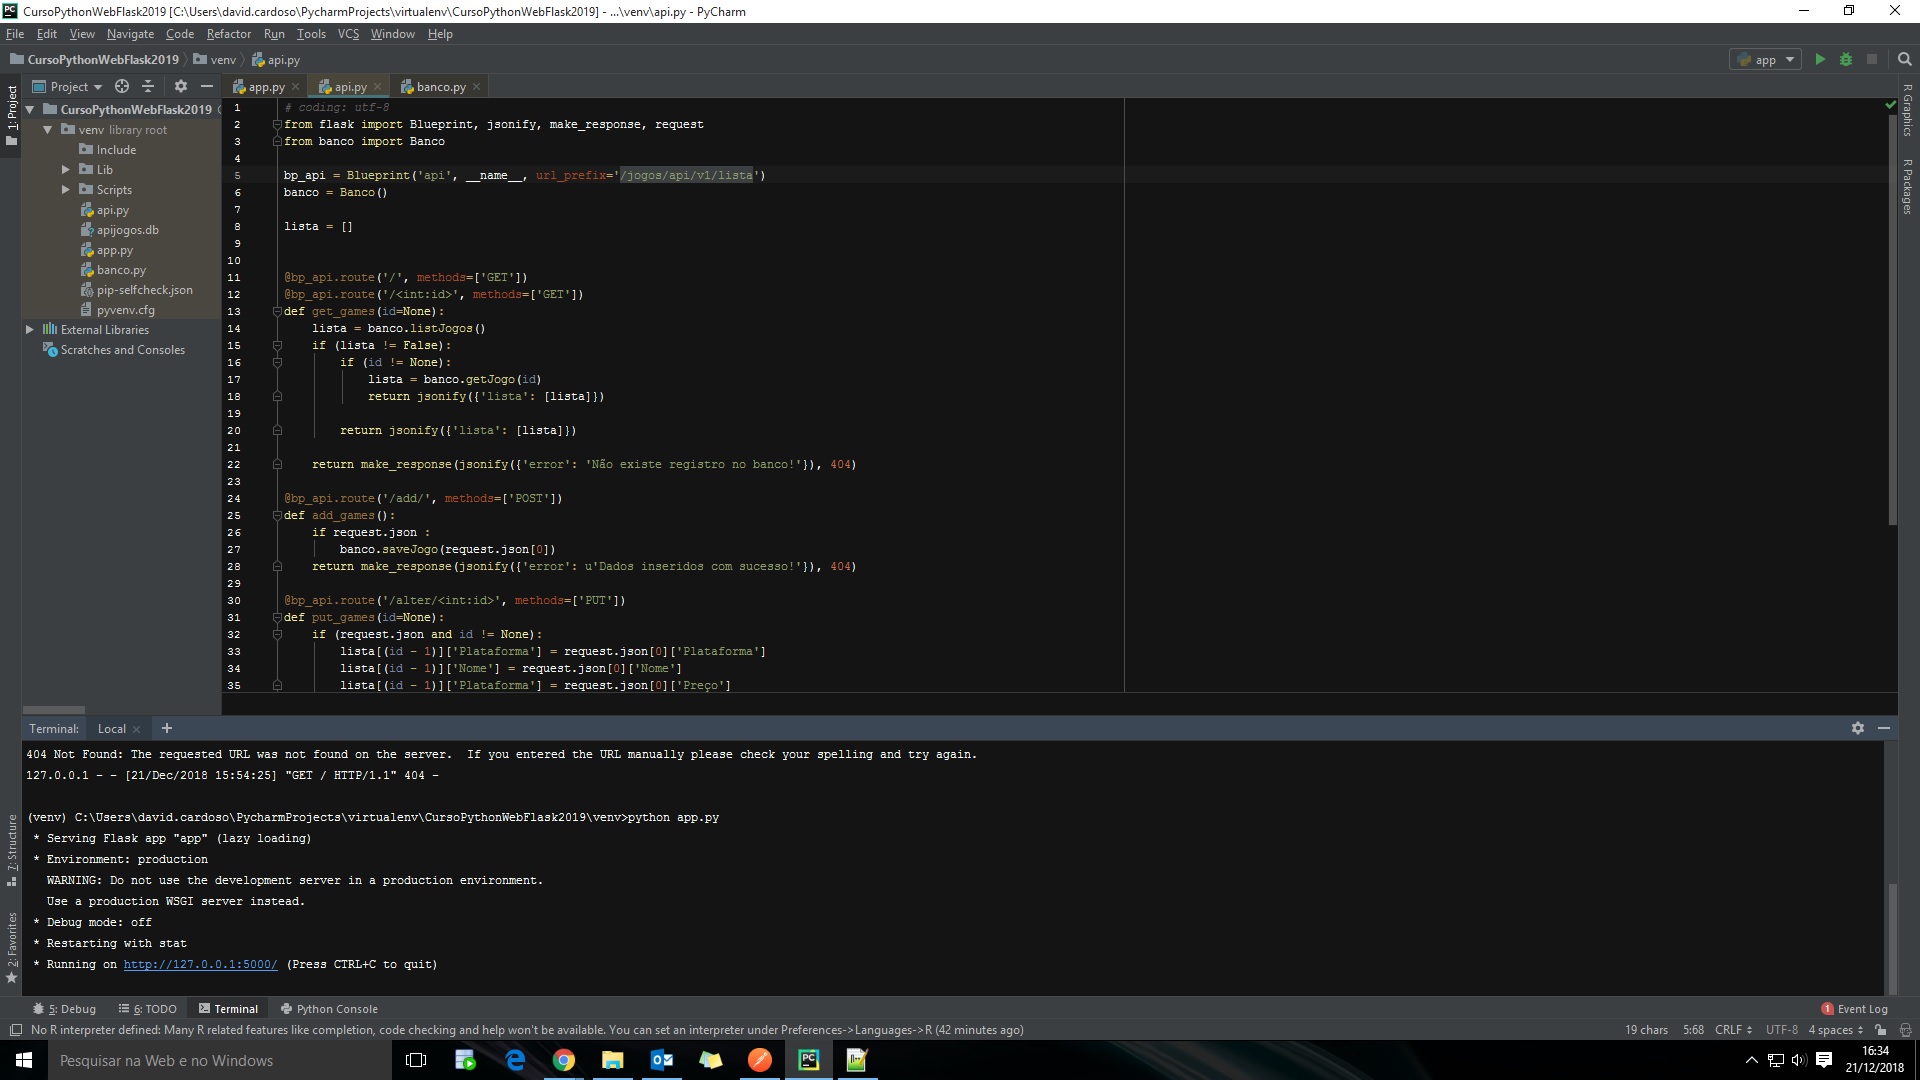 CursoPythonWebFlask2019 [C:\Users\david.cardoso\PycharmProjects\virtualenv\CursoPythonWebFlask2019] - ...\venv\api.py - PyCharm
File Edit View Navigate Code Refactor Run Tools VCS Window Help
CursoPythonWebFlask2019 venv api.py
app
Project
app.py
api.py
banco.py
1: Project
CursoPythonWebFlask2019
venv library root
Include
Lib
Scripts
api.py
apijogos.db
app.py
banco.py
pip-selfcheck.json
pyvenv.cfg
External Libraries
Scratches and Consoles
R Graphics
R Packages
1 # coding: utf-8
2 from flask import Blueprint, jsonify, make_response, request
3 from banco import Banco
4
5 bp_api = Blueprint('api', __name__, url_prefix='/jogos/api/v1/lista')
6 banco = Banco()
7
8 lista = []
9
10
11 @bp_api.route('/', methods=['GET'])
12 @bp_api.route('/<int:id>', methods=['GET'])
13 def get_games(id=None):
14 lista = banco.listJogos()
15 if (lista != False):
16 if (id != None):
17 lista = banco.getJogo(id)
18 return jsonify({'lista': [lista]})
19
20 return jsonify({'lista': [lista]})
21
22 return make_response(jsonify({'error': 'Não existe registro no banco!'}), 404)
23
24 @bp_api.route('/add/', methods=['POST'])
25 def add_games():
26 if request.json :
27 banco.saveJogo(request.json[0])
28 return make_response(jsonify({'error': u'Dados inseridos com sucesso!'}), 404)
29
30 @bp_api.route('/alter/<int:id>', methods=['PUT'])
31 def put_games(id=None):
32 if (request.json and id != None):
33 lista[(id - 1)]['Plataforma'] = request.json[0]['Plataforma']
34 lista[(id - 1)]['Nome'] = request.json[0]['Nome']
35 lista[(id - 1)]['Plataforma'] = request.json[0]['Preço']
Terminal: Local +
404 Not Found: The requested URL was not found on the server.  If you entered the URL manually please check your spelling and try again.
127.0.0.1 - - [21/Dec/2018 15:54:25] "GET / HTTP/1.1" 404 -
(venv) C:\Users\david.cardoso\PycharmProjects\virtualenv\CursoPythonWebFlask2019\venv>python app.py
* Serving Flask app "app" (lazy loading)
* Environment: production
WARNING: Do not use the development server in a production environment.
Use a production WSGI server instead.
* Debug mode: off
* Restarting with stat
* Running on http://127.0.0.1:5000/ (Press CTRL+C to quit)
7: Structure
2: Favorites
5: Debug 6: TODO Terminal Python Console
1 Event Log
No R interpreter defined: Many R related features like completion, code checking and help won't be available. You can set an interpreter under Preferences->Languages->R (42 minutes ago)
19 chars 5:68 CRLF UTF-8 4 spaces
Pesquisar na Web e no Windows
16:34
21/12/2018